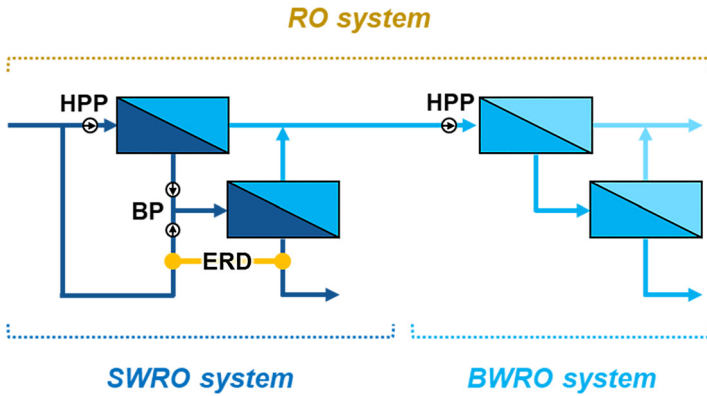 RO system
HPP
HPP
BP
ERD
SWRO system
BWRO system